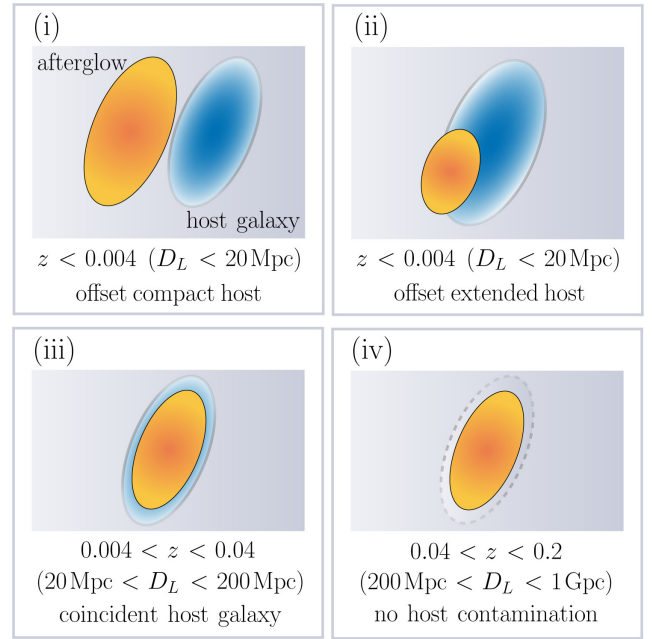 (i)
afterglow
host galaxy
z < 0.004 (D_L < 20 Mpc)
offset compact host
(ii)
z < 0.004 (D_L < 20 Mpc)
offset extended host
(iii)
0.004 < z < 0.04
(20 Mpc < D_L < 200 Mpc)
coincident host galaxy
(iv)
0.04 < z < 0.2
(200 Mpc < D_L < 1 Gpc)
no host contamination